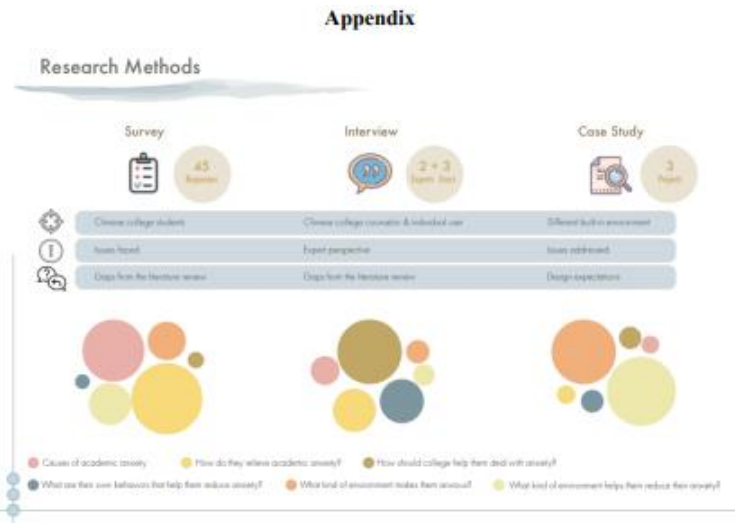 Appendix
Research Methods
Survey Interview Case Study
45 2 + 3 3
Responses Experts Users Projects
Chinese college students Chinese college counselor & individual user Different built-in environment
Issues faced Expert perspective Issues addressed
Gaps from the literature review Gaps from the literature review Design expectations
Causes of academic anxiety How do they relieve academic anxiety? How should college help them deal with anxiety?
What are their own behaviors that help them reduce anxiety? What kind of environment makes them anxious? What kind of environment helps them reduce their anxiety?